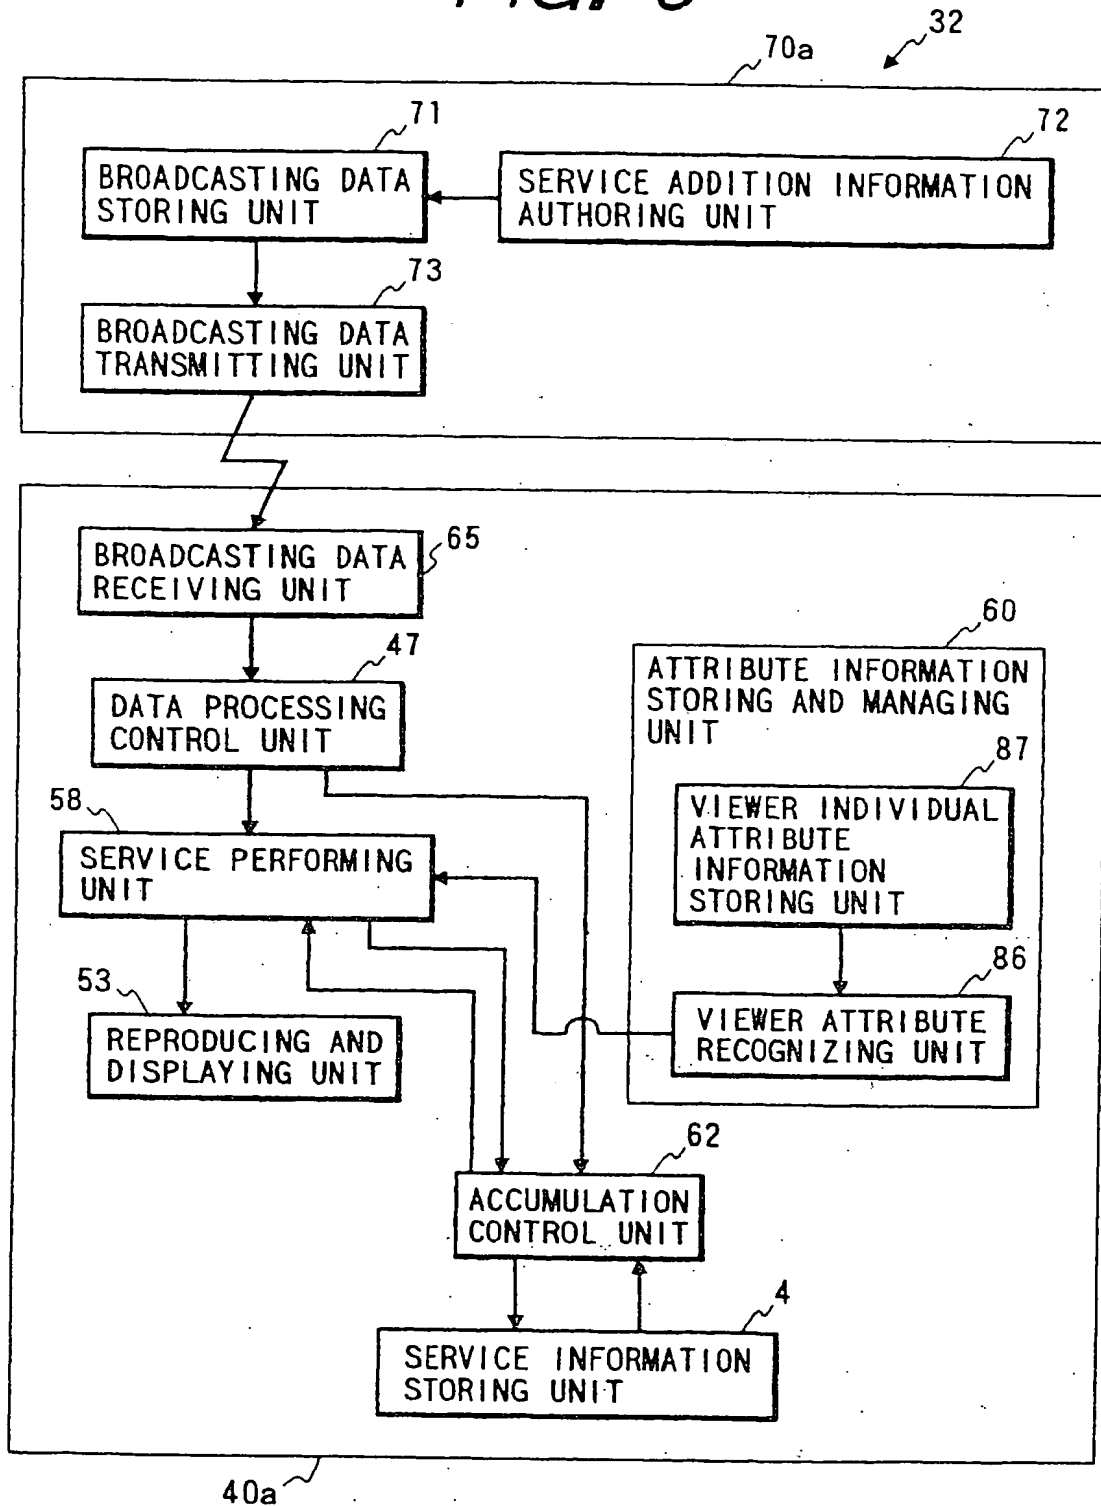 32
70a
71
BROADCASTING DATA
STORING UNIT
72
SERVICE ADDITION INFORMATION
AUTHORING UNIT
73
BROADCASTING DATA
TRANSMITTING UNIT
BROADCASTING DATA
RECEIVING UNIT
65
47
DATA PROCESSING
CONTROL UNIT
60
ATTRIBUTE INFORMATION
STORING AND MANAGING
UNIT
87
VIEWER INDIVIDUAL
ATTRIBUTE
INFORMATION
STORING UNIT
58
SERVICE PERFORMING
UNIT
86
VIEWER ATTRIBUTE
RECOGNIZING UNIT
53
REPRODUCING AND
DISPLAYING UNIT
62
ACCUMULATION
CONTROL UNIT
4
SERVICE INFORMATION
STORING UNIT
40a